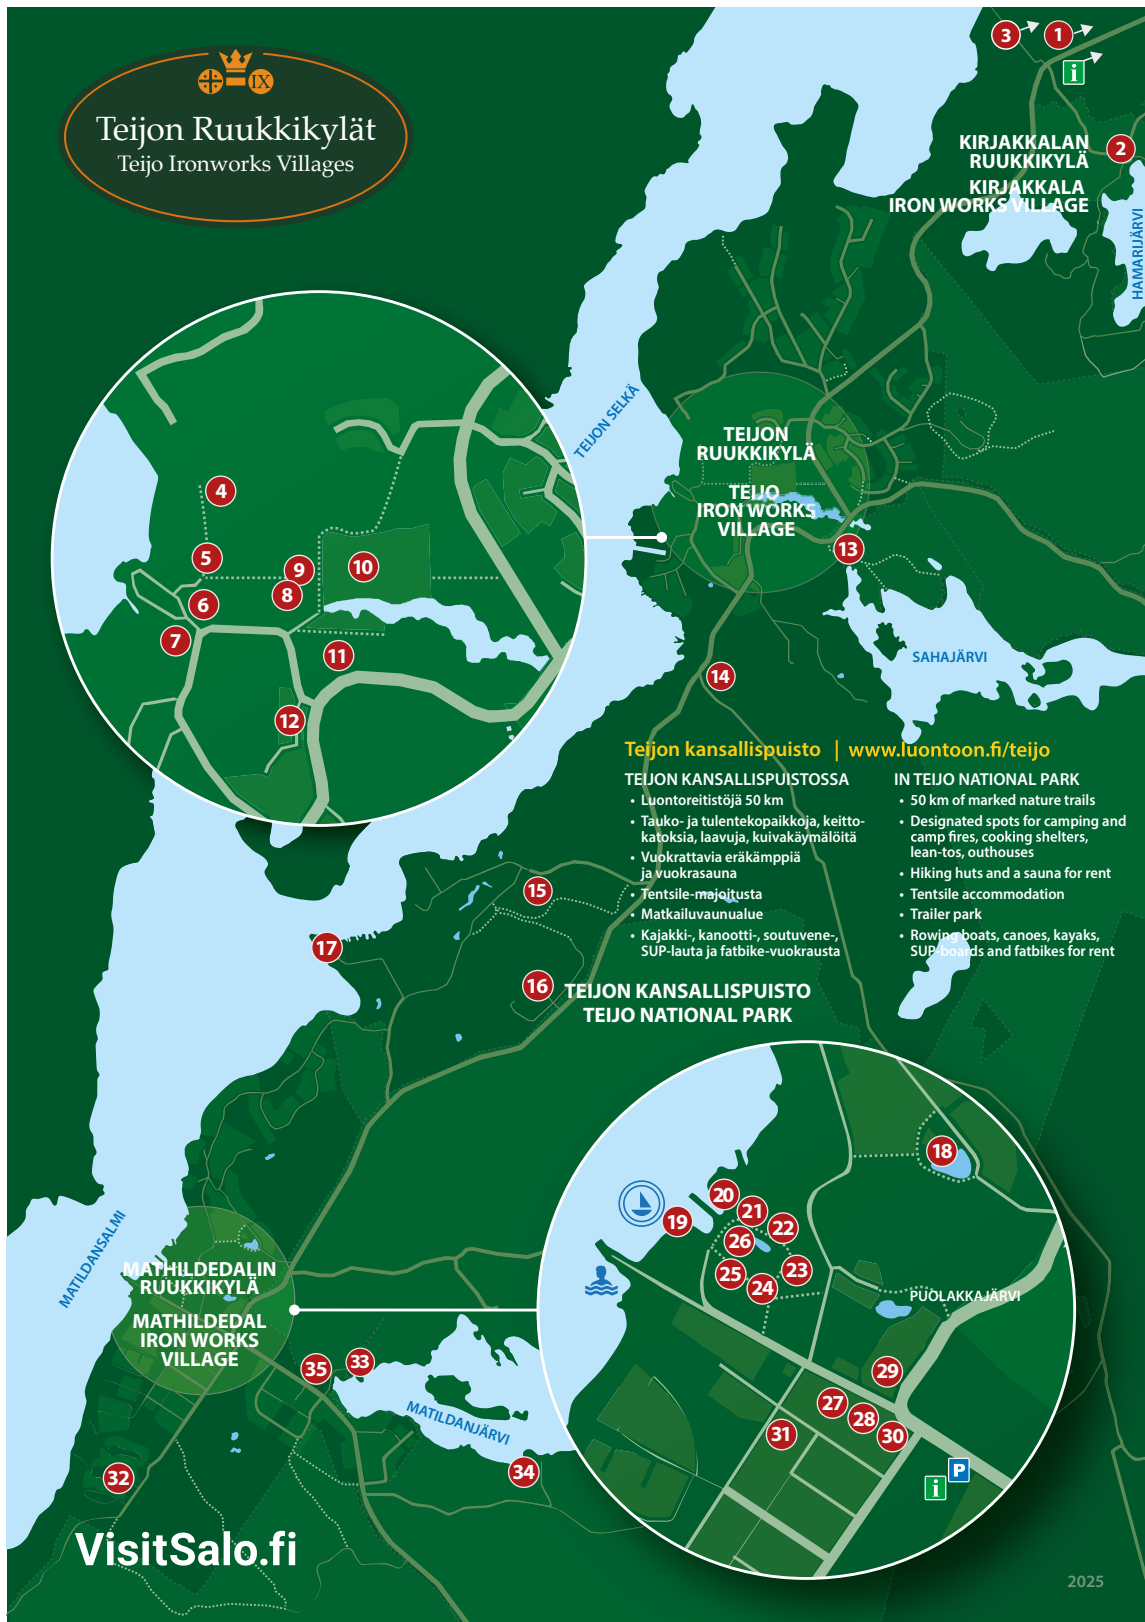 IX
Teijon Ruukkikylät
Teijo Ironworks Villages
3
1
i
KIRJAKKALAN
RUUKKIKYLÄ
KIRJAKKALA
IRON WORKS VILLAGE
2
HAMARIJÄRVI
TEIJON SELKÄ
TEIJON
RUUKKIKYLÄ
TEIJO
IRON WORKS
VILLAGE
4
5
6
7
8
9
10
11
12
13
SAHAJÄRVI
14
Teijon kansallispuisto | www.luontoon.fi/teijo
TEIJON KANSALLISPUISTOSSA
• Luontoreitistöjä 50 km
• Tauko- ja tulentekopaikkoja, keitto-
katoksia, laavuja, kuivakäymälöitä
• Vuokrattavia eräkämppiä
ja vuokrasauna
• Tentsile-majoitusta
• Matkailuvaunualue
• Kajakki-, kanootti-, soutuvene-,
SUP-lauta ja fatbike-vuokrausta
IN TEIJO NATIONAL PARK
• 50 km of marked nature trails
• Designated spots for camping and
camp fires, cooking shelters,
lean-tos, outhouses
• Hiking huts and a sauna for rent
• Tentsile accommodation
• Trailer park
• Rowing boats, canoes, kayaks,
SUP-boards and fatbikes for rent
15
17
16
TEIJON KANSALLISPUISTO
TEIJO NATIONAL PARK
18
19
20
21
22
26
25
24
23
PUOLAKKAJÄRVI
29
27
28
30
31
P
i
MATILDANSALMI
MATHILDEDALIN
RUUKKIKYLÄ
MATHILDEDAL
IRON WORKS
VILLAGE
35
33
MATILDANJÄRVI
34
32
VisitSalo.fi
2025